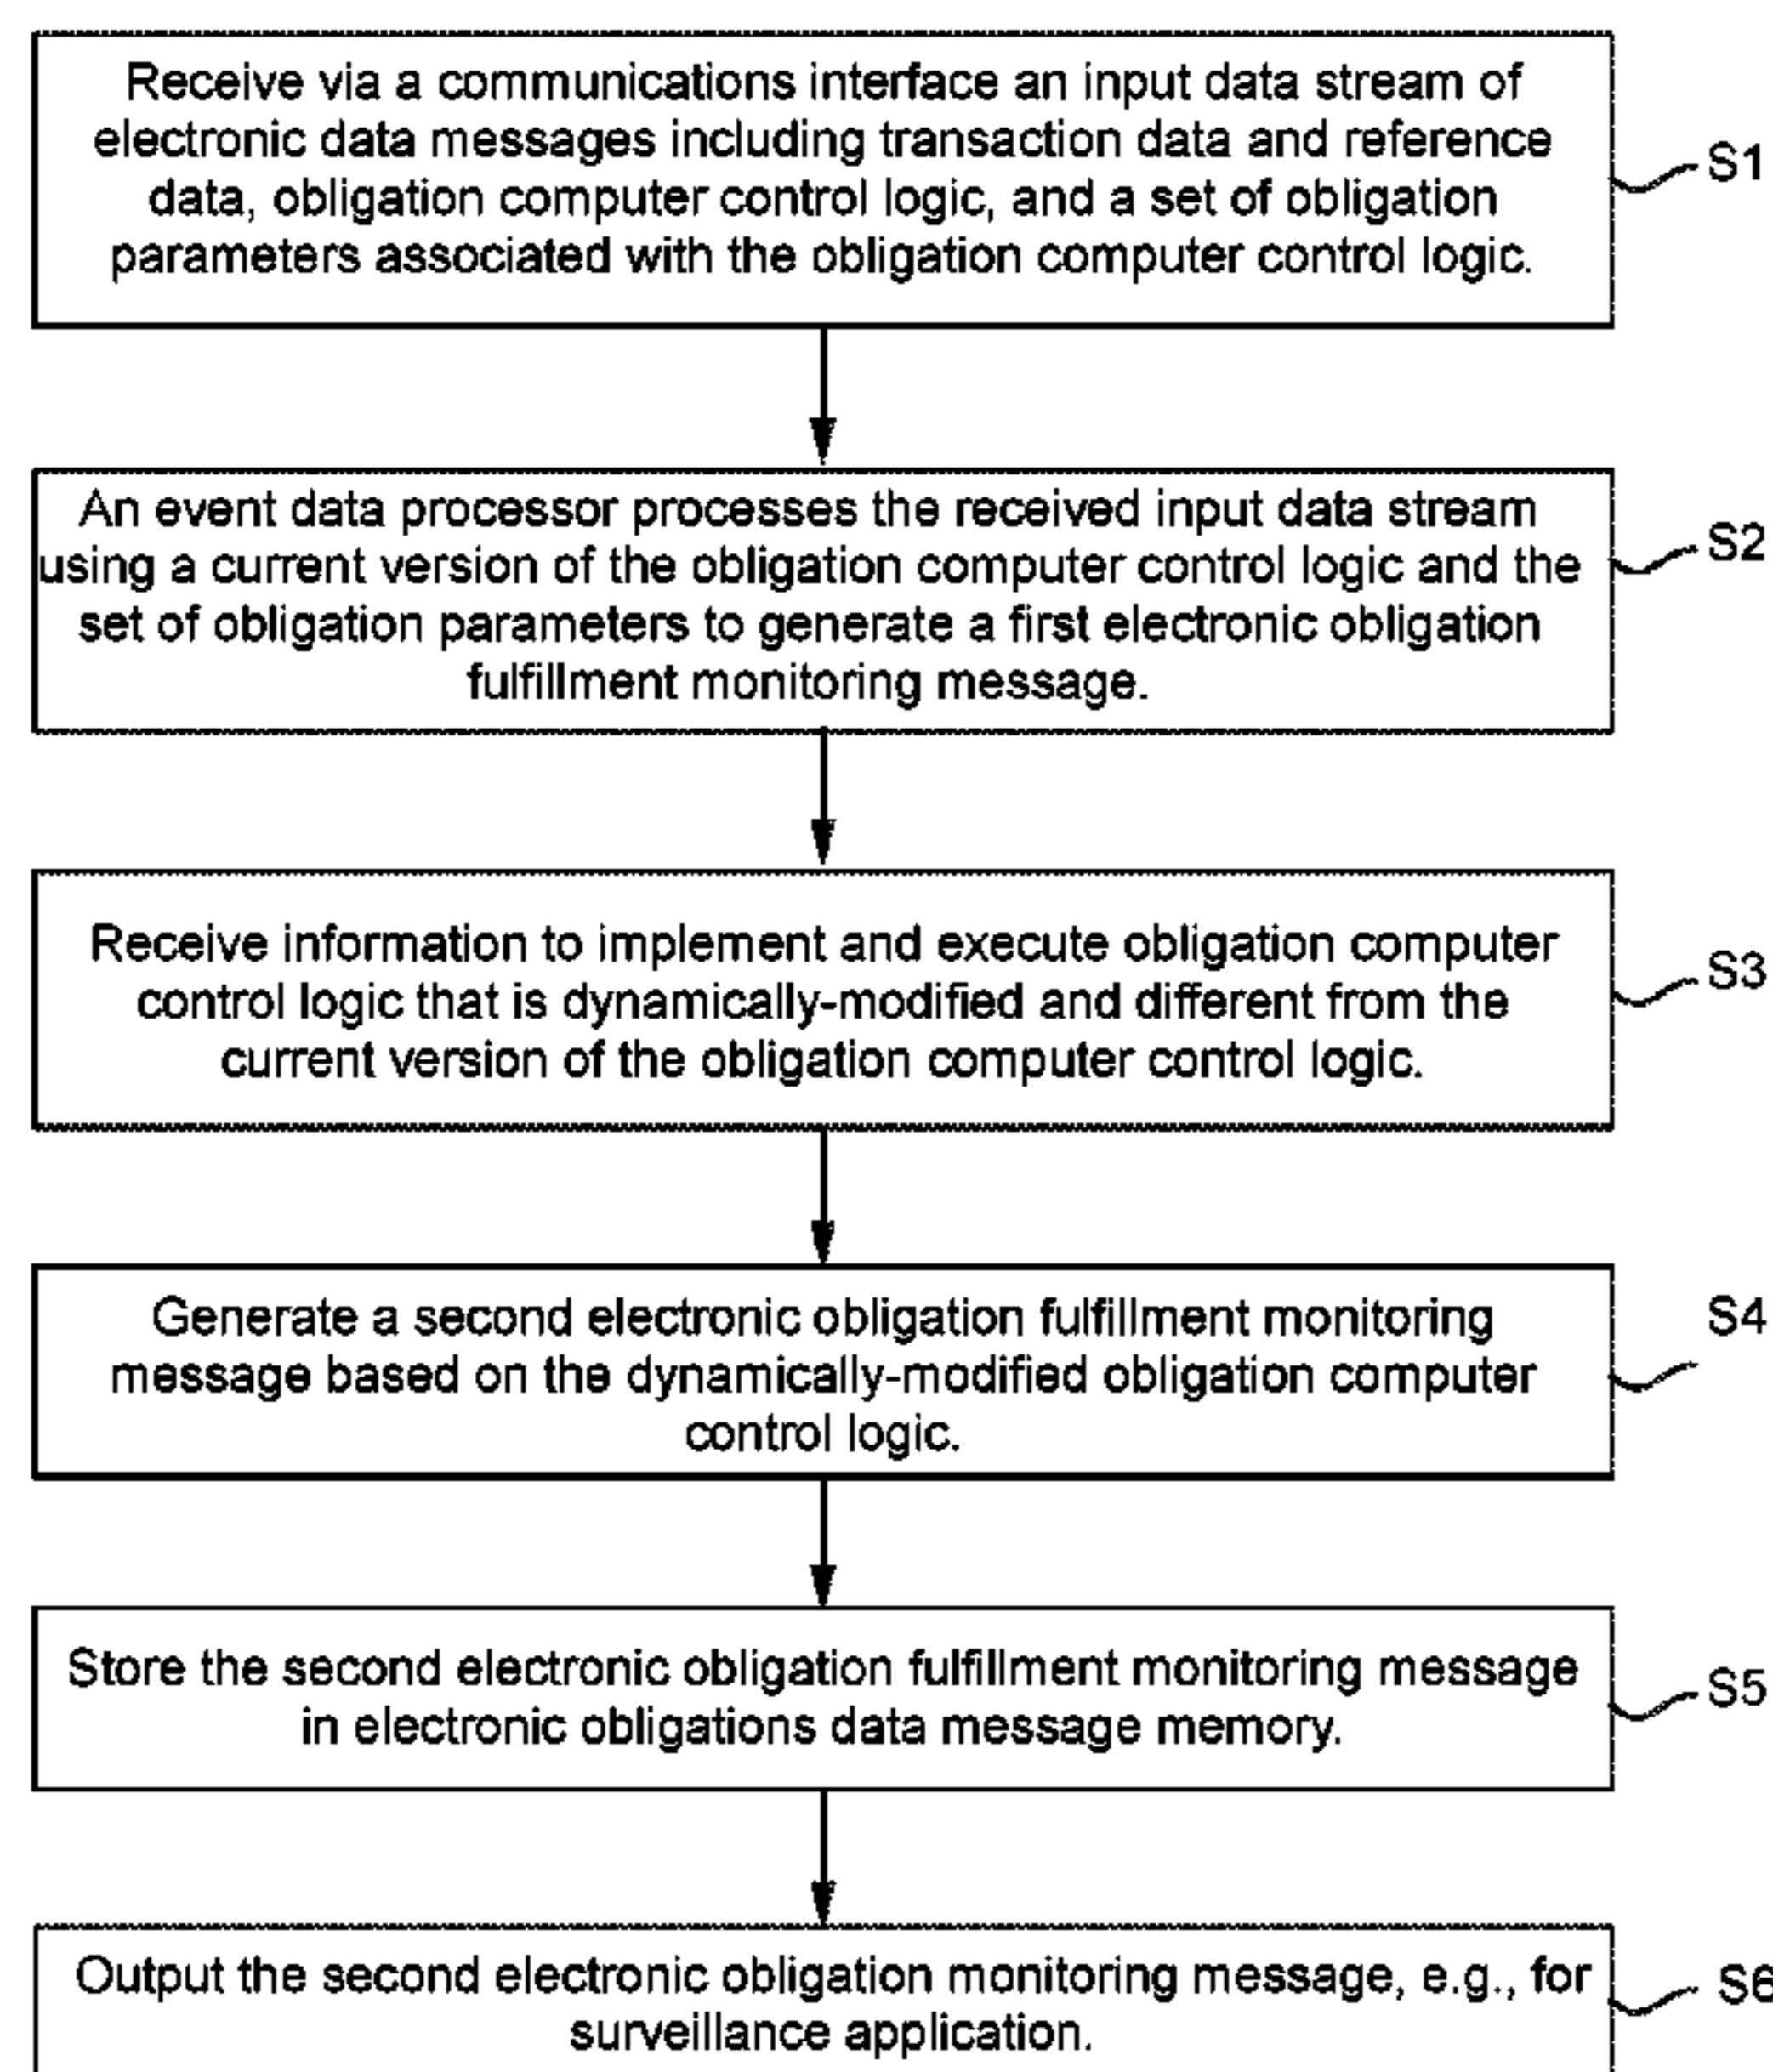 Receive via a communications interface an input data stream of
electronic data messages including transaction data and reference
data, obligation computer control logic, and a set of obligation
parameters associated with the obligation computer control logic.
S1
An event data processor processes the received input data stream
using a current version of the obligation computer control logic and the
set of obligation parameters to generate a first electronic obligation
fulfillment monitoring message.
S2
Receive information to implement and execute obligation computer
control logic that is dynamically-modified and different from the
current version of the obligation computer control logic.
S3
Generate a second electronic obligation fulfillment monitoring
message based on the dynamically-modified obligation computer
control logic.
S4
Store the second electronic obligation fulfillment monitoring message
in electronic obligations data message memory.
S5
Output the second electronic obligation monitoring message, e.g., for
surveillance application.
S6